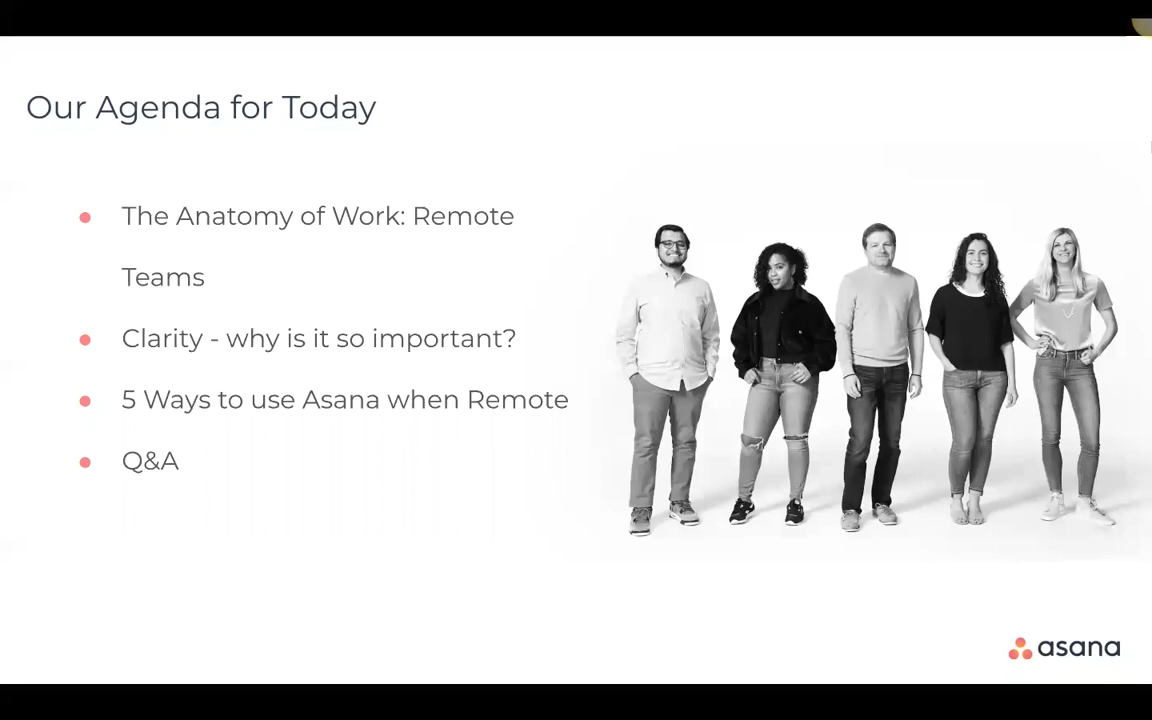 Our Agenda for Today
The Anatomy of Work: Remote
Teams
Clarity - why is it so important?
5 Ways to use Asana when Remote
Q&A
asana